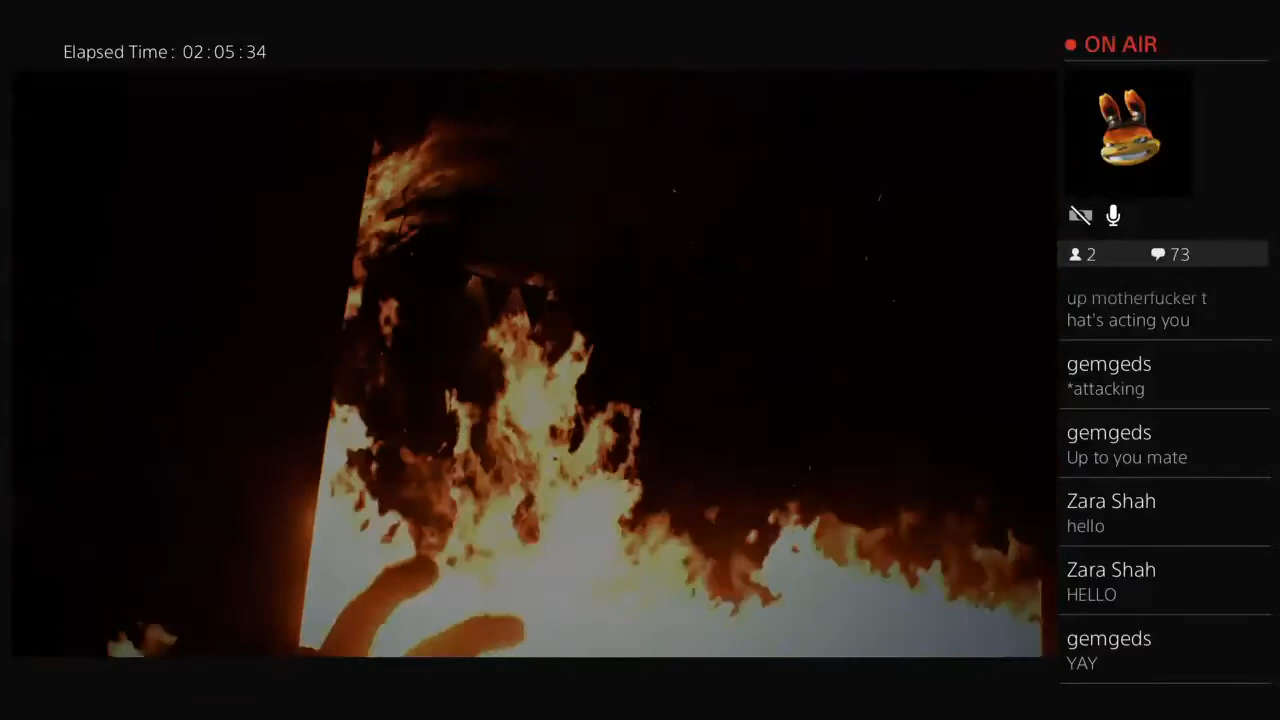 Elapsed Time: 02:05:34
ON AIR
2 73
up motherfucker t
hat's acting you
gemgeds
*attacking
gemgeds
Up to you mate
Zara Shah
hello
Zara Shah
HELLO
gemgeds
YAY